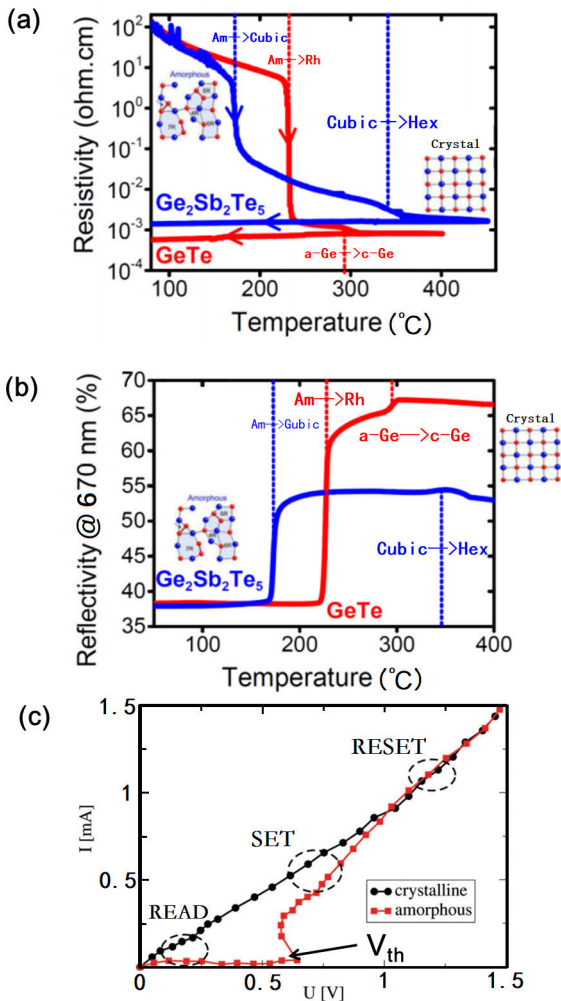 (a)
Resistivity (ohm.cm)
10²
10¹
10⁰
10⁻¹
10⁻²
10⁻³
10⁻⁴
Am->Cubic
Am->Rh
Amorphous
Cubic->Hex
Crystal
Ge₂Sb₂Te₅
GeTe
a-Ge->c-Ge
100
200
300
400
Temperature (℃)
(b)
Reflectivity@ 670 nm (%)
70
65
60
55
50
45
40
35
Am->Rh
Am->Gubic
a-Ge->c-Ge
Crystal
Amorphous
Ge₂Sb₂Te₅
Cubic->Hex
GeTe
100
200
300
400
Temperature (℃)
(c)
I [mA]
1.5
1.0
0.5
0
RESET
SET
READ
crystalline
amorphous
Vth
0
0.5
1.0
1.5
U [V]